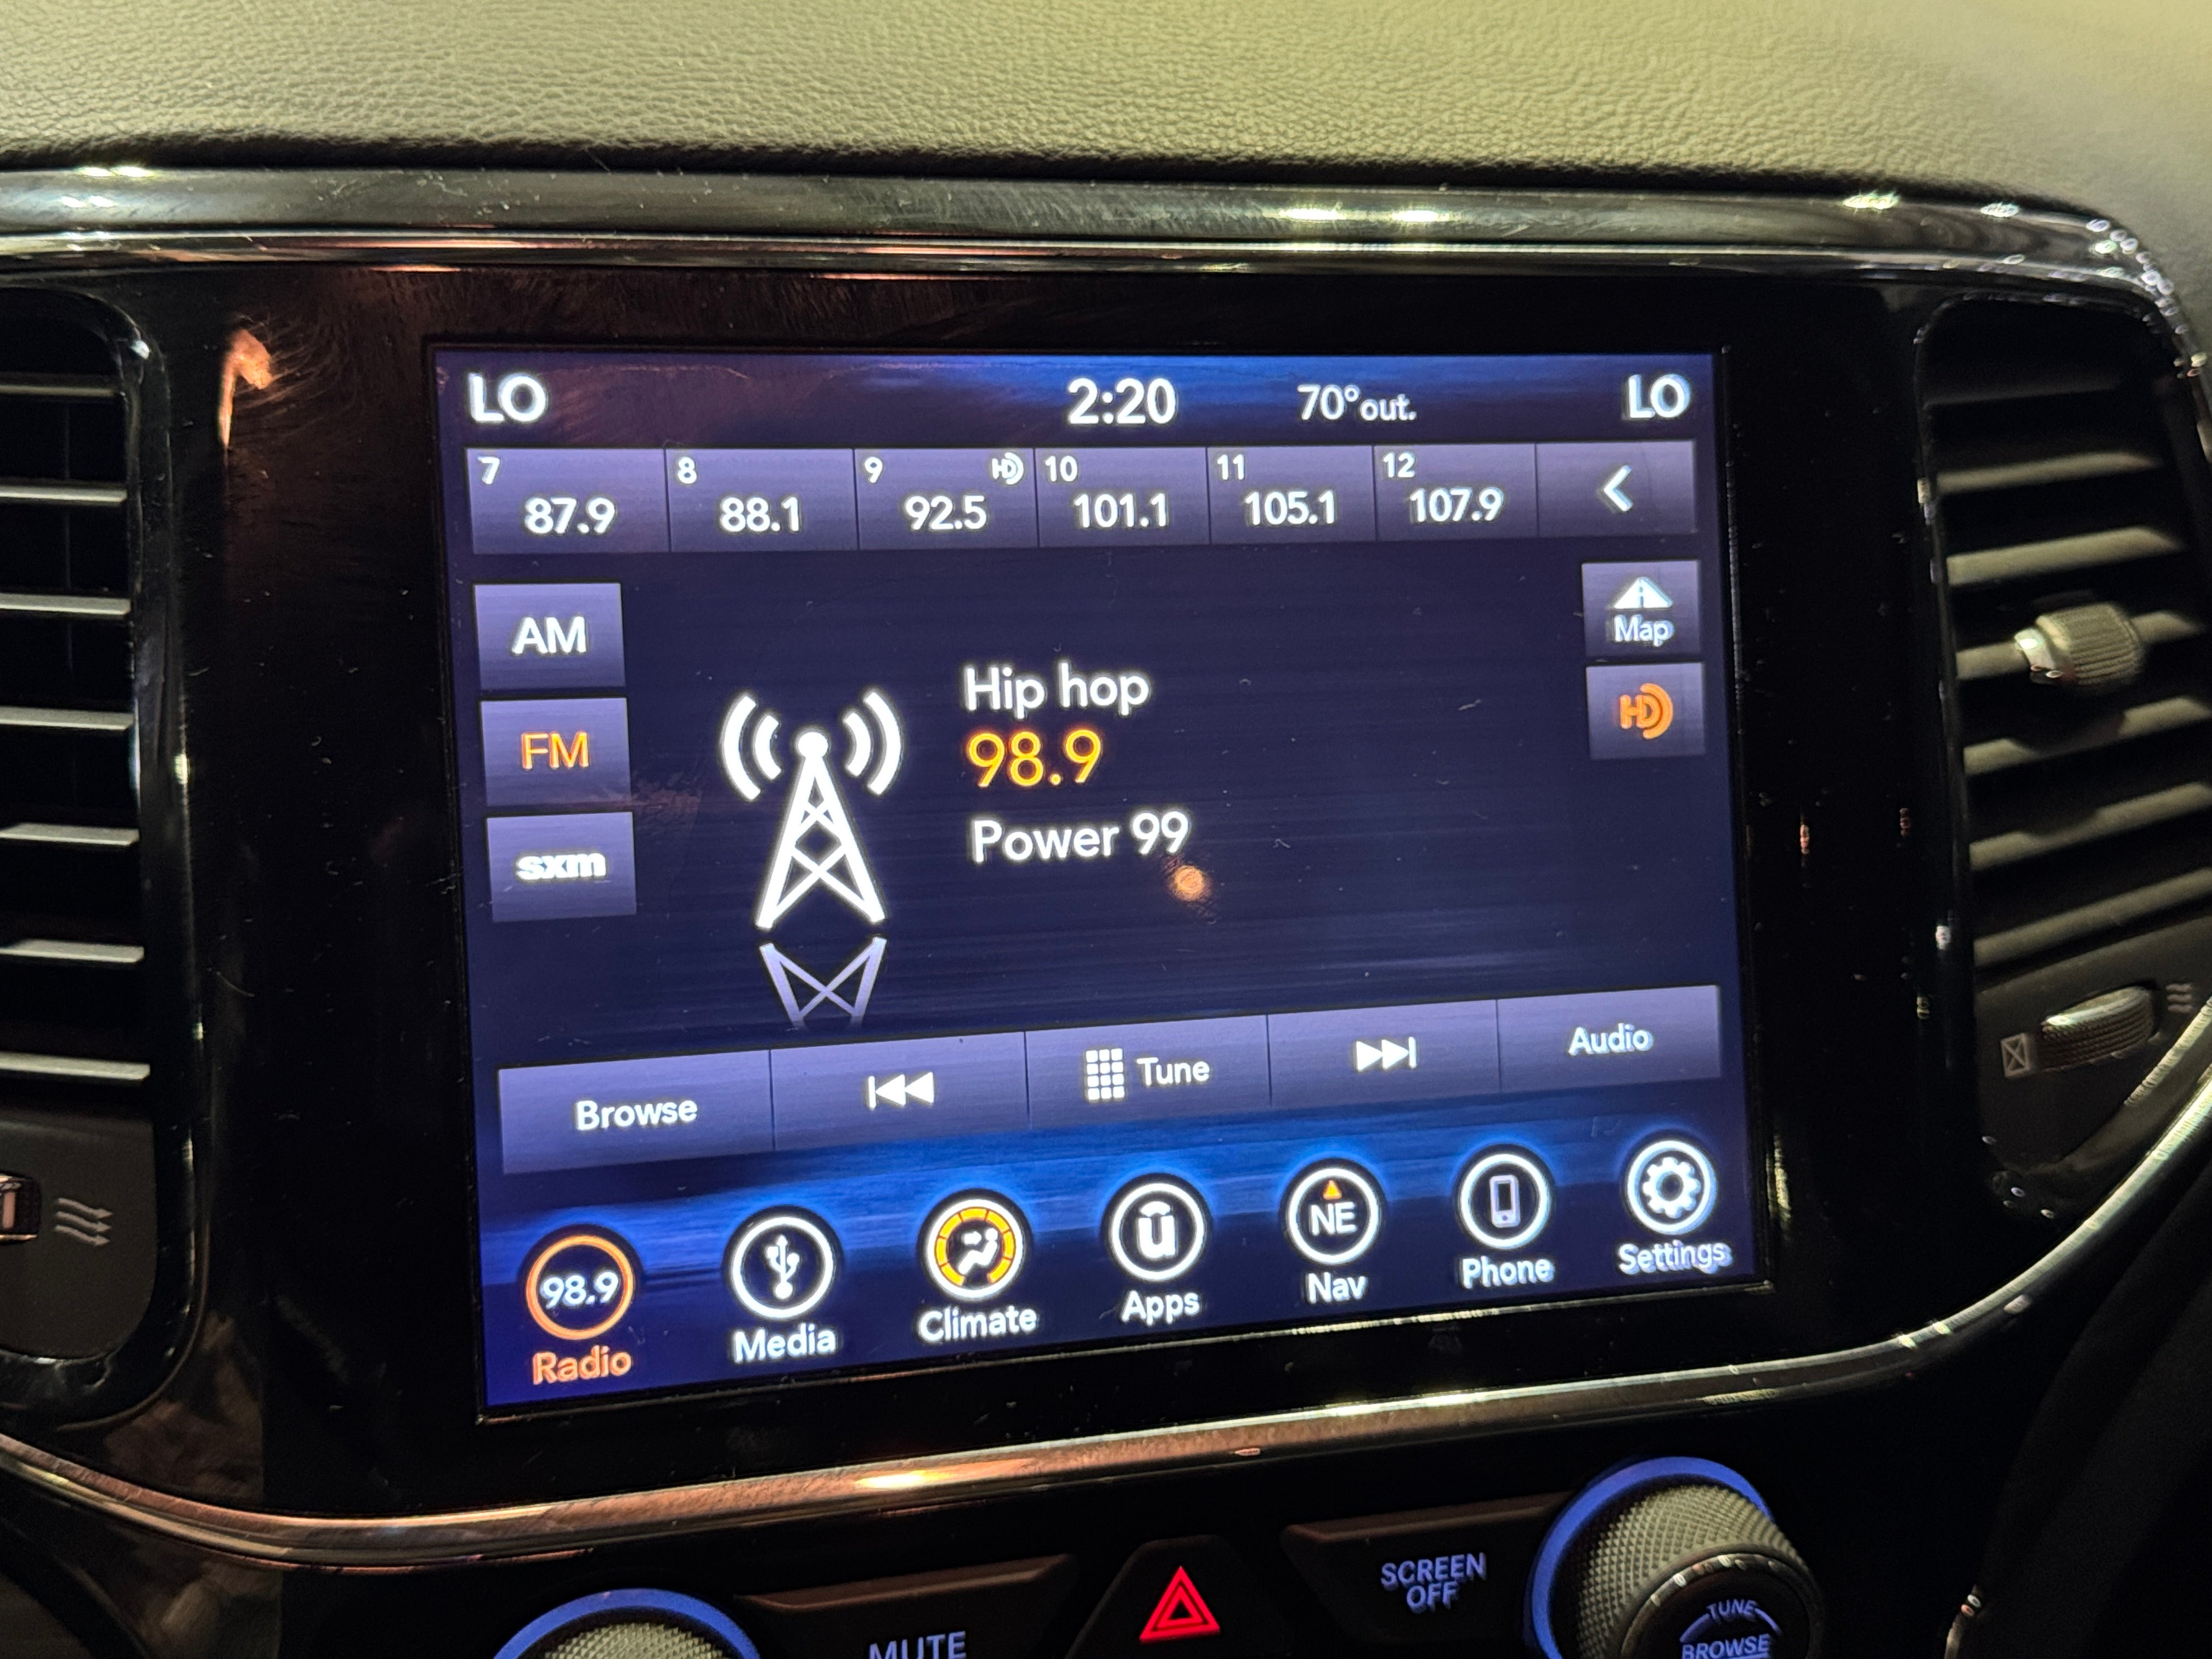 LO 2:20 70°out. LO
7 8 9 HD 10 11 12
87.9 88.1 92.5 101.1 105.1 107.9
AM
Map
Hip hop
HD
FM
98.9
Power 99
sxm
Browse Tune Audio
98.9 NE
Radio Media Climate Apps Nav Phone Settings
MUTE
SCREEN
OFF
TUNE
BROWSE